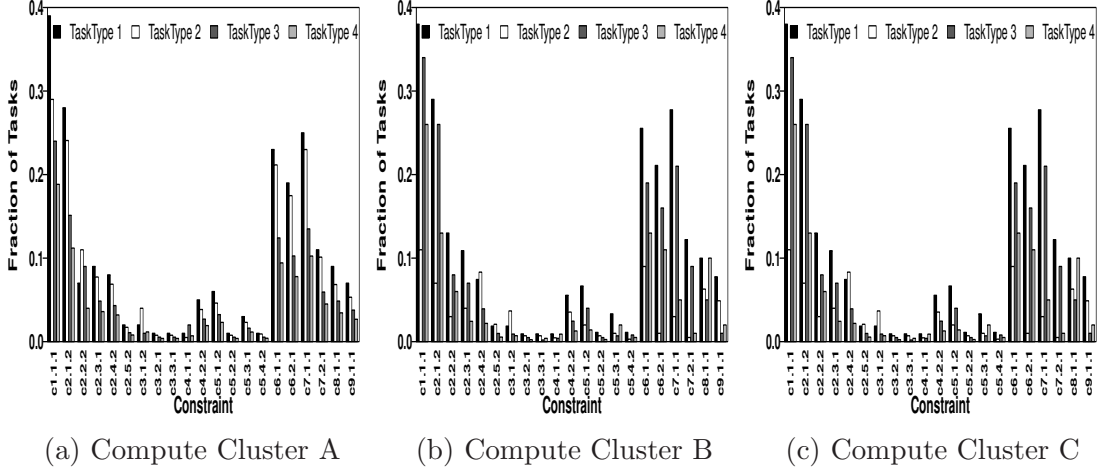 0.4
TaskType 1 TaskType 2 TaskType 3 TaskType 4
0.3
0.2
0.1
0.0
Fraction of Tasks
c1.1.1 c2.1.2 c2.2.2 c2.3.1 c2.4.2 c2.5.2 c3.1.2 c3.2.1 c3.3.1 c4.1.1 c4.2.2 c5.1.2 c5.2.2 c5.3.1 c5.4.2 c6.1.1 c6.2.1 c7.1.1 c7.2.1 c8.1.1 c9.1.1
Constraint
(a) Compute Cluster A
0.4
TaskType 1 TaskType 2 TaskType 3 TaskType 4
0.3
0.2
0.1
0.0
Fraction of Tasks
c1.1.1 c2.1.2 c2.2.2 c2.3.1 c2.4.2 c2.5.2 c3.1.2 c3.2.1 c3.3.1 c4.1.1 c4.2.2 c5.1.2 c5.2.2 c5.3.1 c5.4.2 c6.1.1 c6.2.1 c7.1.1 c7.2.1 c8.1.1 c9.1.1
Constraint
(b) Compute Cluster B
0.4
TaskType 1 TaskType 2 TaskType 3 TaskType 4
0.3
0.2
0.1
0.0
Fraction of Tasks
c1.1.1 c2.1.2 c2.2.2 c2.3.1 c2.4.2 c2.5.2 c3.1.2 c3.2.1 c3.3.1 c4.1.1 c4.2.2 c5.1.2 c5.2.2 c5.3.1 c5.4.2 c6.1.1 c6.2.1 c7.1.1 c7.2.1 c8.1.1 c9.1.1
Constraint
(c) Compute Cluster C